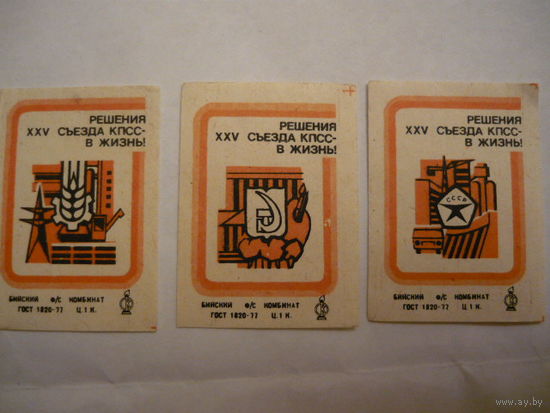 РЕШЕНИЯ
XXV СЪЕЗДА КПСС-
В ЖИЗНЬ!
БИЙСКИЙ Ф/С КОМБИНАТ
ГОСТ 1820-77 Ц.1 К.
РЕШЕНИЯ
XXV СЪЕЗДА КПСС-
В ЖИЗНЬ!
БИЙСКИЙ Ф/С КОМБИНАТ
ГОСТ 1820-77 Ц.1 К.
РЕШЕНИЯ
XXV СЪЕЗДА КПСС-
В ЖИЗНЬ!
СССР
БИЙСКИЙ Ф/С КОМБИНАТ
ГОСТ 1820-77 Ц.1 К.
© www.ay.by